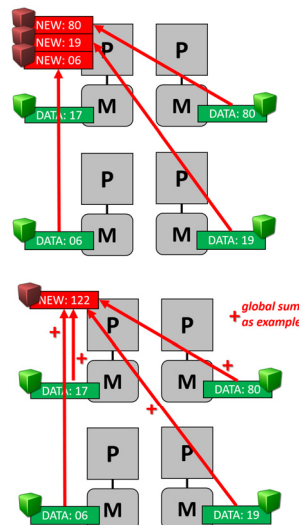 NEW: 80
NEW: 19
NEW: 06
P
P
M
M
DATA: 17
DATA: 80
P
P
M
M
DATA: 06
DATA: 19
NEW: 122
+ global sum
as example
P
P
+
+
+
M
M
DATA: 17
DATA: 80
+
P
P
M
M
DATA: 06
DATA: 19